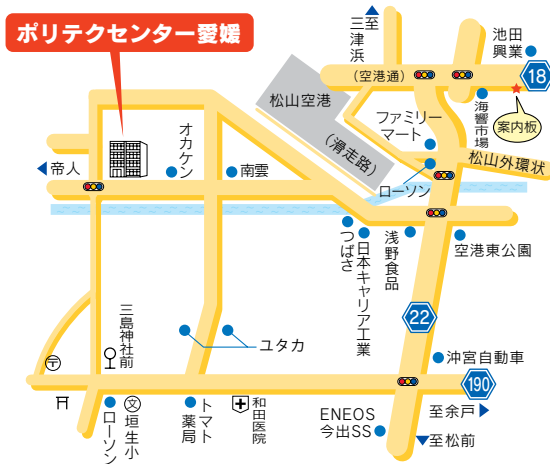 ポリテクセンター愛媛
至
三津浜
池田
興業
(空港通)
18
松山空港
(滑走路)
ファミリー
マート
海響市場
案内板
松山外環状
オカケン
帝人
南雲
ローソン
つばさ
日本キャリア工業
浅野食品
空港東公園
22
三島神社前
ユタカ
沖宮自動車
190
至余戸
文
垣生小
ローソン
トマト
薬局
和田医院
ENEOS
今出SS
至松前